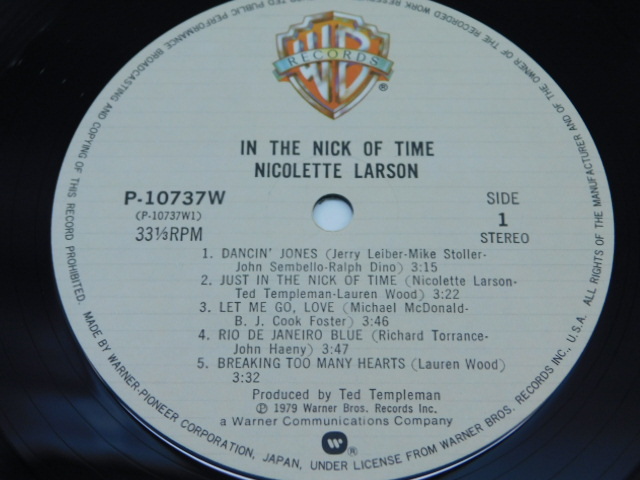 WB
RECORDS
®
IN THE NICK OF TIME
NICOLETTE LARSON
P-10737W
(P-10737W1)
33⅓RPM
SIDE
1
STEREO
1. DANCIN' JONES (Jerry Leiber-Mike Stoller-
John Sembello-Ralph Dino) 3:15
2. JUST IN THE NICK OF TIME (Nicolette Larson-
Ted Templeman-Lauren Wood) 3:22
3. LET ME GO, LOVE (Michael McDonald-
B. J. Cook Foster) 3:46
4. RIO DE JANEIRO BLUE (Richard Torrance-
John Haeny) 3:47
5. BREAKING TOO MANY HEARTS (Lauren Wood)
3:32
Produced by Ted Templeman
℗ 1979 Warner Bros. Records Inc.
a Warner Communications Company
®
ALL RIGHTS OF THE MANUFACTURER AND OF THE OWNER OF THE RECORDED WORK PUBLIC PERFORMANCE BROADCASTING AND COPYING OF THIS RECORD PROHIBITED. MADE BY WARNER-PIONEER CORPORATION, JAPAN, UNDER LICENSE FROM WARNER BROS. RECORDS INC., U.S.A.